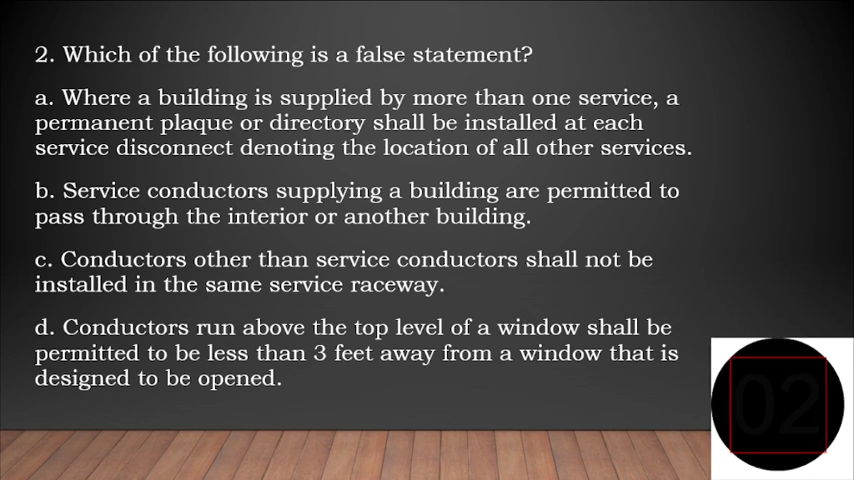 2. Which of the following is a false statement?
a. Where a building is supplied by more than one service, a
permanent plaque or directory shall be installed at each
service disconnect denoting the location of all other services.
b. Service conductors supplying a building are permitted to
pass through the interior or another building.
c. Conductors other than service conductors shall not be
installed in the same service raceway.
d. Conductors run above the top level of a window shall be
permitted to be less than 3 feet away from a window that is
designed to be opened.
02